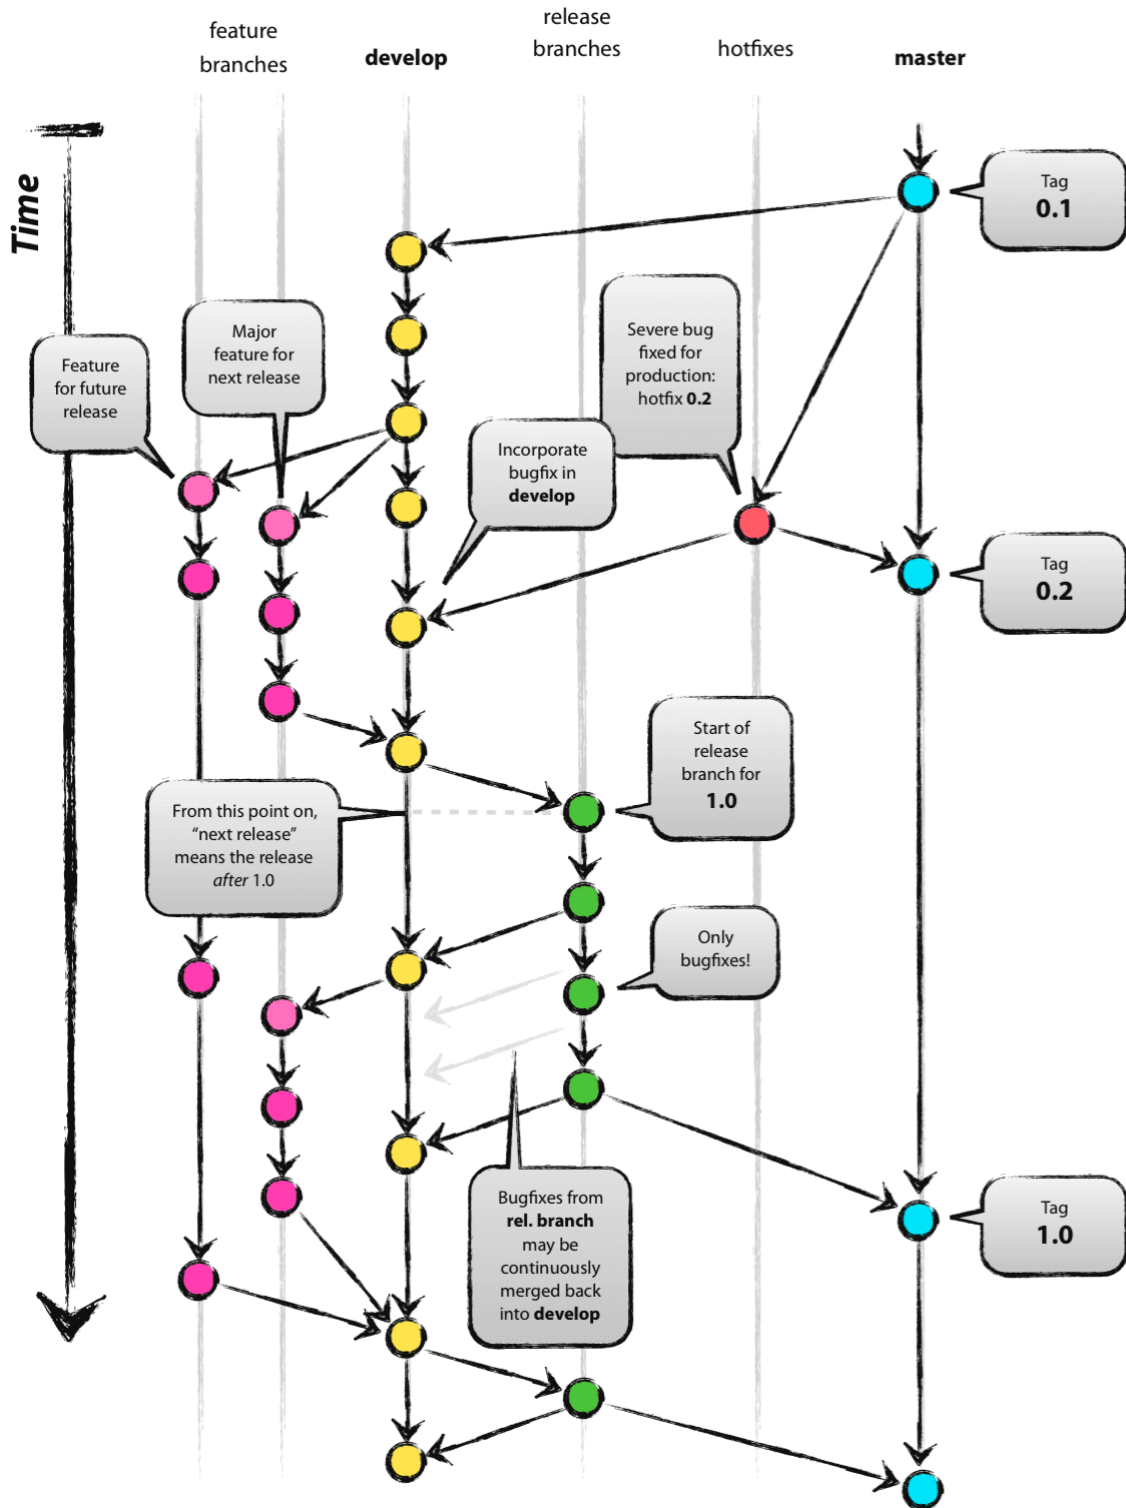 feature
branches
develop
release
branches
hotfixes
master
Time
Tag
0.1
Major
feature for
next release
Severe bug
fixed for
production:
hotfix 0.2
Feature
for future
release
Incorporate
bugfix in
develop
Tag
0.2
Start of
release
branch for
1.0
From this point on,
“next release”
means the release
after 1.0
Only
bugfixes!
Bugfixes from
rel. branch
may be
continuously
merged back
into develop
Tag
1.0